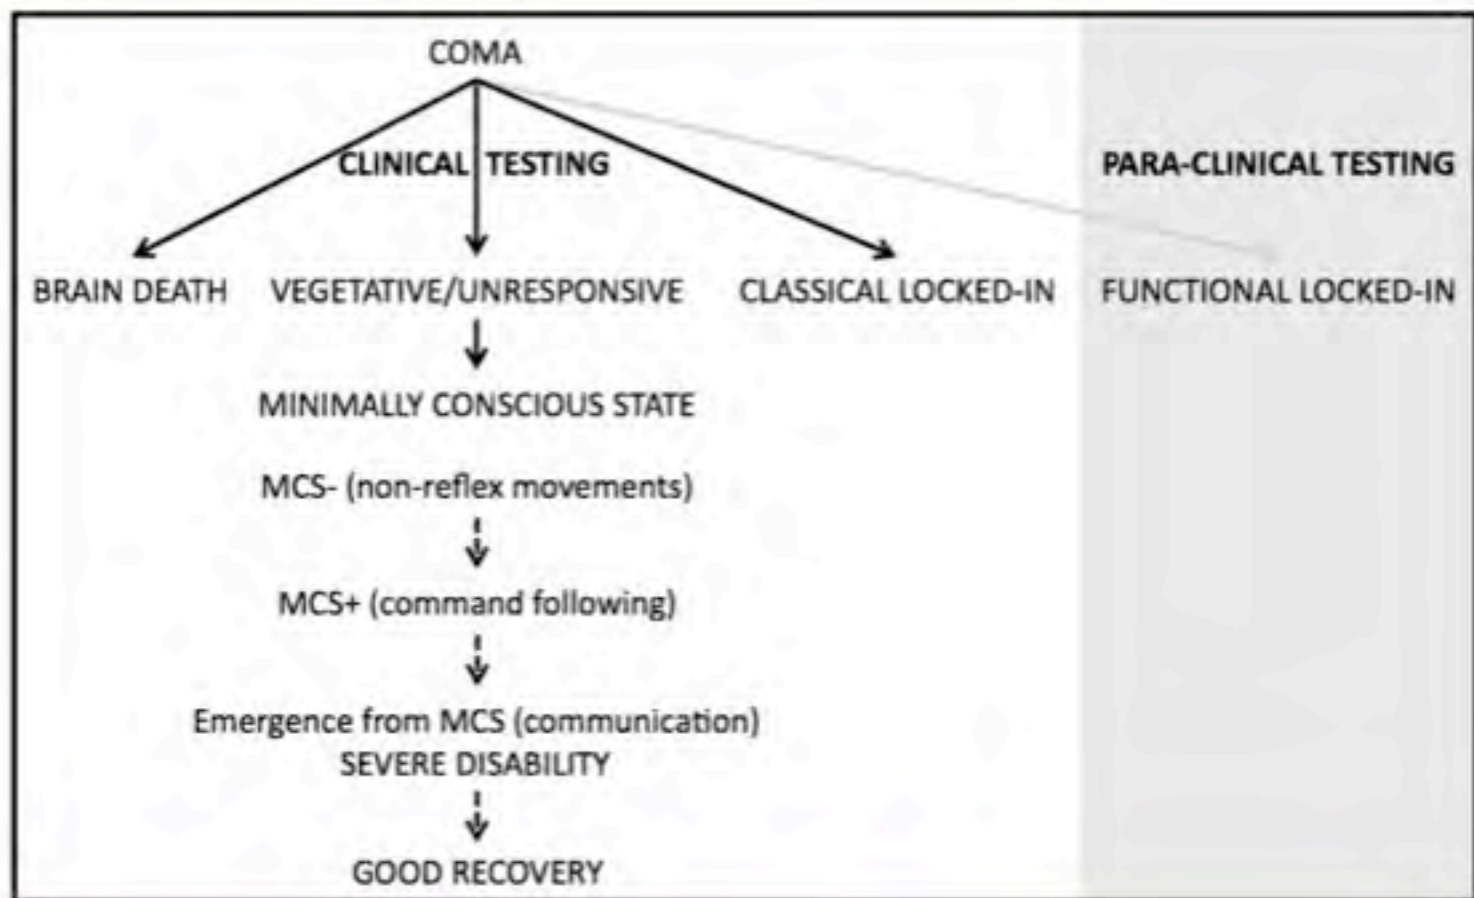 COMA
CLINICAL TESTING
PARA-CLINICAL TESTING
BRAIN DEATH
VEGETATIVE/UNRESPONSIVE
CLASSICAL LOCKED-IN
FUNCTIONAL LOCKED-IN
MINIMALLY CONSCIOUS STATE
MCS- (non-reflex movements)
MCS+ (command following)
Emergence from MCS (communication)
SEVERE DISABILITY
GOOD RECOVERY